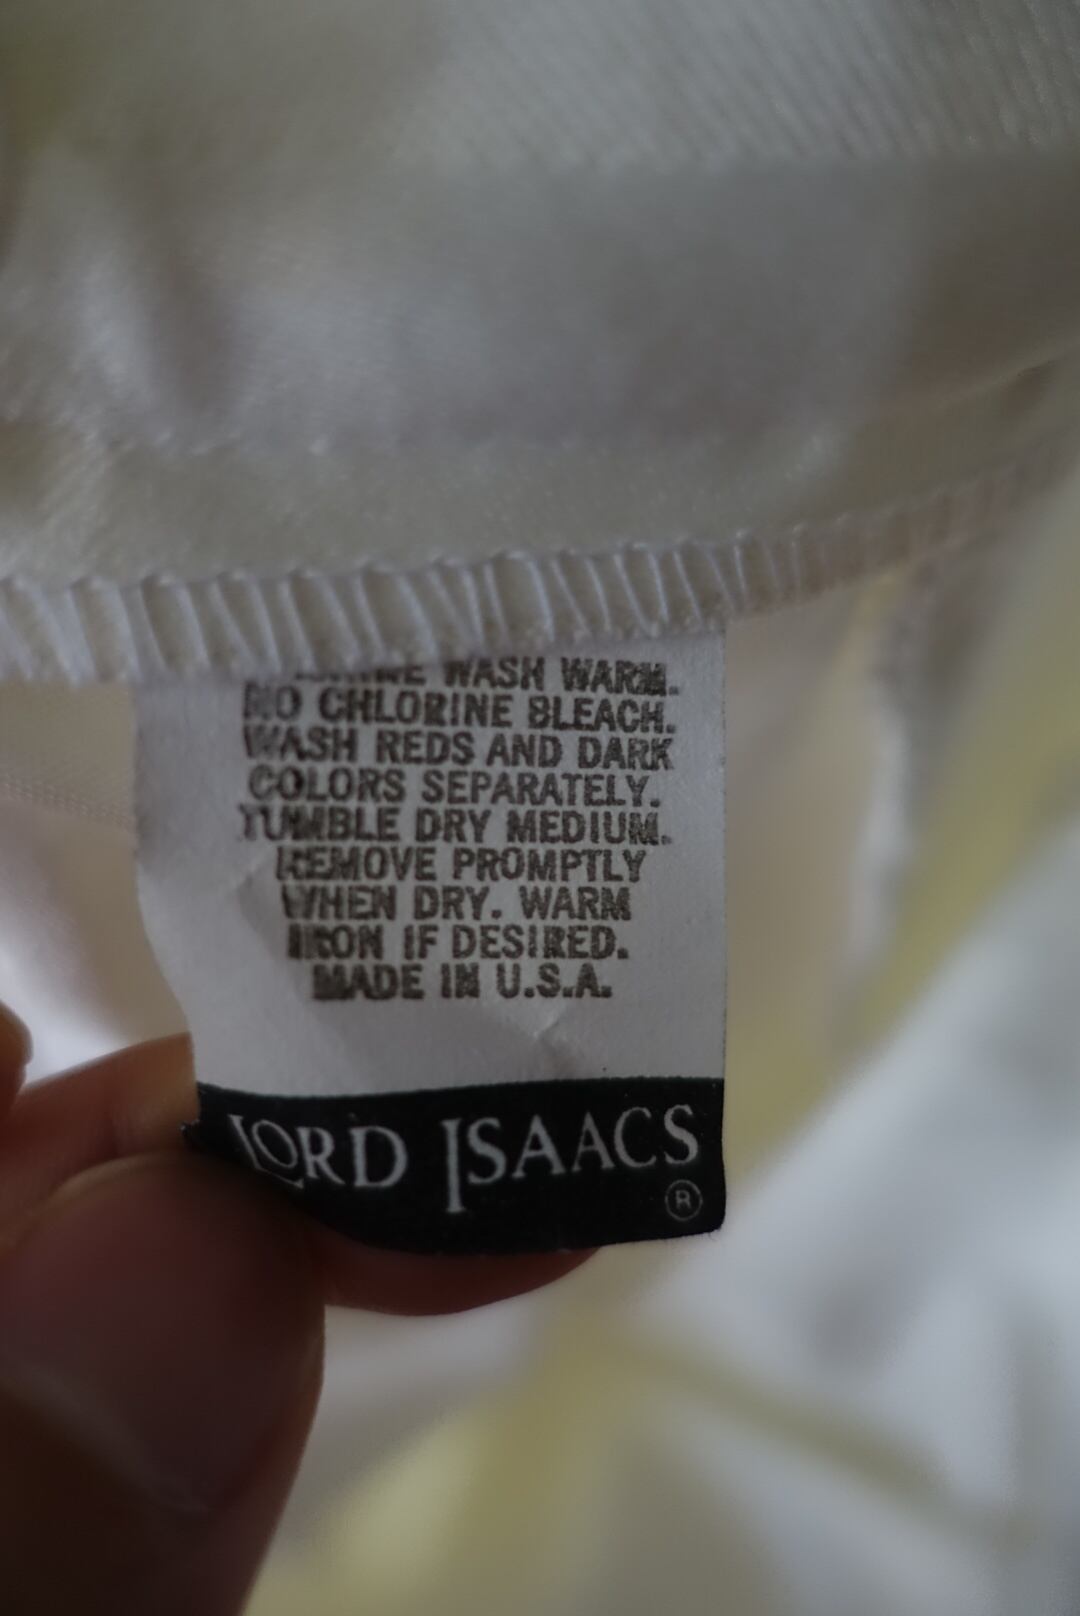 WASH WARM.
NO CHLORINE BLEACH.
WASH REDS AND DARK
COLORS SEPARATELY.
TUMBLE DRY MEDIUM.
REMOVE PROMPTLY
WHEN DRY. WARM
IRON IF DESIRED.
MADE IN U.S.A.
LORD ISAACS
®